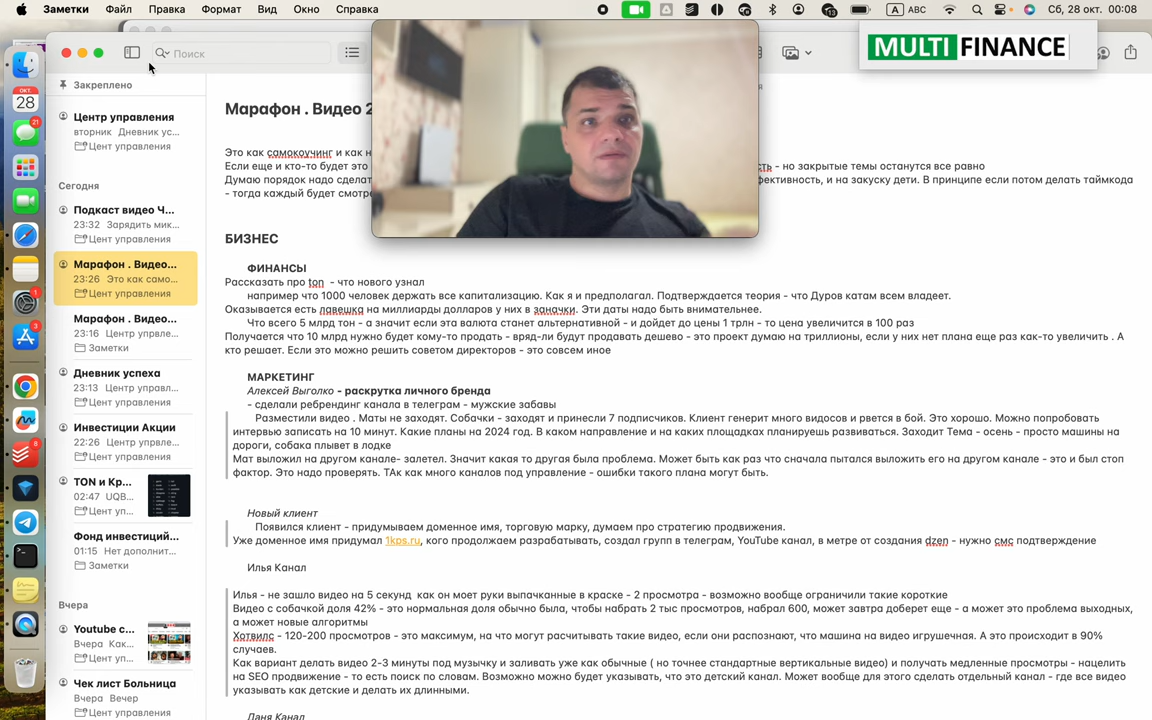 Заметки Файл Правка Формат Вид Окно Справка
13 A ABC Сб, 28 окт. 00:08
Поиск
MULTI FINANCE
ОКТ.
28
21
1
3
8
Закреплено
Центр управления
вторник Дневник ус...
Цент управления
Сегодня
Подкаст видео Ч...
23:32 Зарядить мик...
Цент управления
Марафон . Видео...
23:26 Это как само...
Цент управления
Марафон . Видео...
23:16 Центр упрвле...
Заметки
Дневник успеха
23:13 Центр управл...
Цент управления
Инвестиции Акции
22:26 Центр упрвле...
Цент управления
TON и Кр...
02:47 UQB...
Цент уп...
Фонд инвестиций...
01:15 Нет дополнит...
Заметки
Вчера
Youtube с...
Вчера Как...
Цент уп...
Чек лист Больница
Вчера Вечер
Цент управления
Марафон . Видео 2
Это как самокоучинг и как н
Если еще и кто-то будет это
сть - но закрытые темы останутся все равно
Думаю порядок надо сделат
фективность, и на закуску дети. В принципе если потом делать таймкода
- тогда каждый будет смотре
БИЗНЕС
ФИНАНСЫ
Рассказать про ton - что нового узнал
например что 1000 человек держать все капитализацию. Как я и предполагал. Подтверждается теория - что Дуров катам всем владеет.
Оказывается есть лавешка на миллиарды долларов у них в заначки. Эти даты надо быть внимательнее.
Что всего 5 млрд тон - а значит если эта валюта станет альтернативной - и дойдет до цены 1 трлн - то цена увеличится в 100 раз
Получается что 10 млрд нужно будет кому-то продать - вряд-ли будут продавать дешево - это проект думаю на триллионы, если у них нет плана еще раз как-то увеличить . А
кто решает. Если это можно решить советом директоров - это совсем иное
МАРКЕТИНГ
Алексей Выголко - раскрутка личного бренда
- сделали ребрендинг канала в телеграм - мужские забавы
Разместили видео . Маты не заходят. Собачки - заходят и принесли 7 подписчиков. Клиент генерит много видосов и рвется в бой. Это хорошо. Можно попробовать
интервью записать на 10 минут. Какие планы на 2024 год. В каком направление и на каких площадках планируешь развиваться. Заходит Тема - осень - просто машины на
дороги, собака плывет в лодке
Мат выложил на другом канале- залетел. Значит какая то другая была проблема. Может быть как раз что сначала пытался выложить его на другом канале - это и был стоп
фактор. Это надо проверять. ТАк как много каналов под управление - ошибки такого плана могут быть.
Новый клиент
Появился клиент - придумываем доменное имя, торговую марку, думаем про стратегию продвижения.
Уже доменное имя придумал 1kps.ru, кого продолжаем разрабатывать, создал групп в телеграм, YouTube канал, в метре от создания dzen - нужно смс подтверждение
Илья Канал
Илья - не зашло видео на 5 секунд как он моет руки выпачканные в краске - 2 просмотра - возможно вообще ограничили такие короткие
Видео с собачкой доля 42% - это нормальная доля обычно была, чтобы набрать 2 тыс просмотров, набрал 600, может завтра доберет еще - а может это проблема выходных,
а может новые алгоритмы
Хотвилс - 120-200 просмотров - это максимум, на что могут расчитывать такие видео, если они распознают, что машина на видео игрушечная. А это происходит в 90%
случаев.
Как вариант делать видео 2-3 минуты под музычку и заливать уже как обычные ( но точнее стандартные вертикальные видео) и получать медленные просмотры - нацелить
на SEO продвижение - то есть поиск по словам. Возможно можно будет указывать, что это детский канал. Может вообще для этого сделать отдельный канал - где все видео
указывать как детские и делать их длинными.
Даня Канал